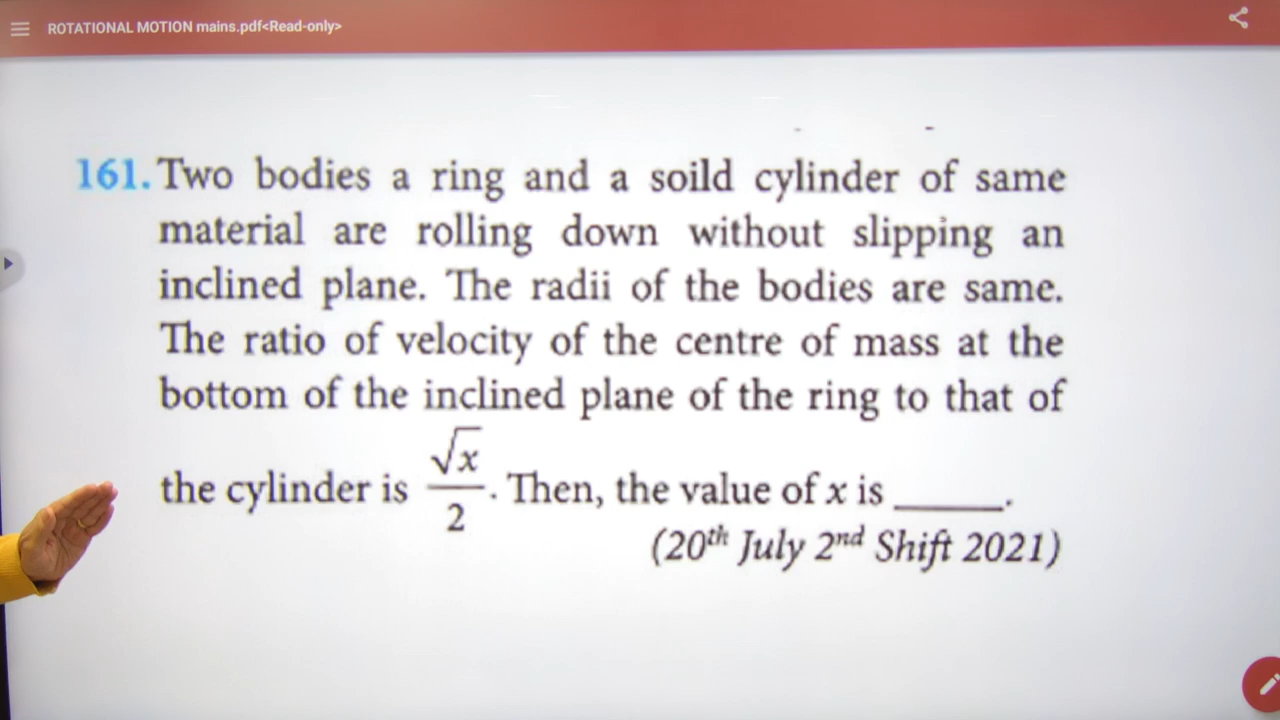 ROTATIONAL MOTION mains.pdf<Read-only>
161. Two bodies a ring and a soild cylinder of same
material are rolling down without slipping an
inclined plane. The radii of the bodies are same.
The ratio of velocity of the centre of mass at the
bottom of the inclined plane of the ring to that of
the cylinder is √x/2. Then, the value of x is ______.
(20th July 2nd Shift 2021)